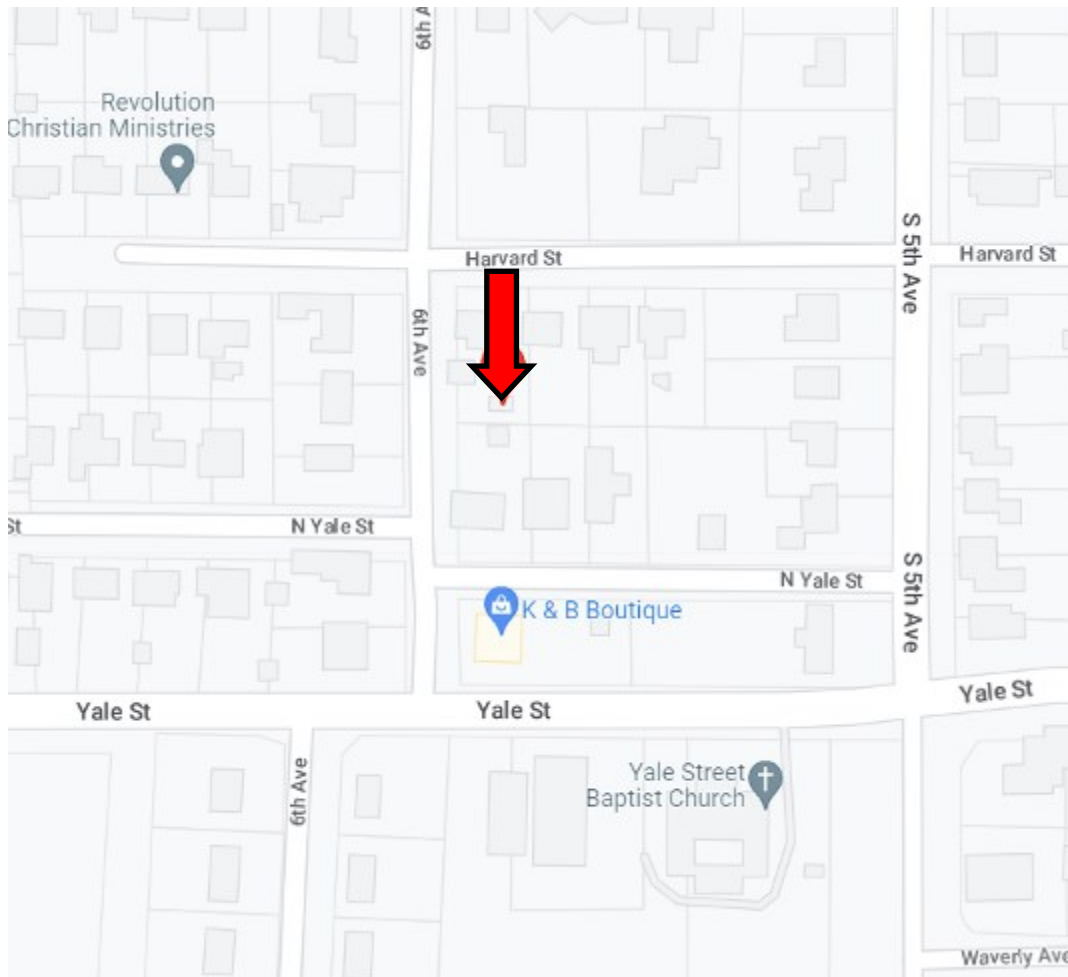 6th A
Revolution
Christian Ministries
Harvard St
S 5th Ave
Harvard St
6th Ave
St
N Yale St
S 5th Ave
N Yale St
K & B Boutique
Yale St
Yale St
Yale St
6th Ave
Yale Street
Baptist Church
Waverly Ave